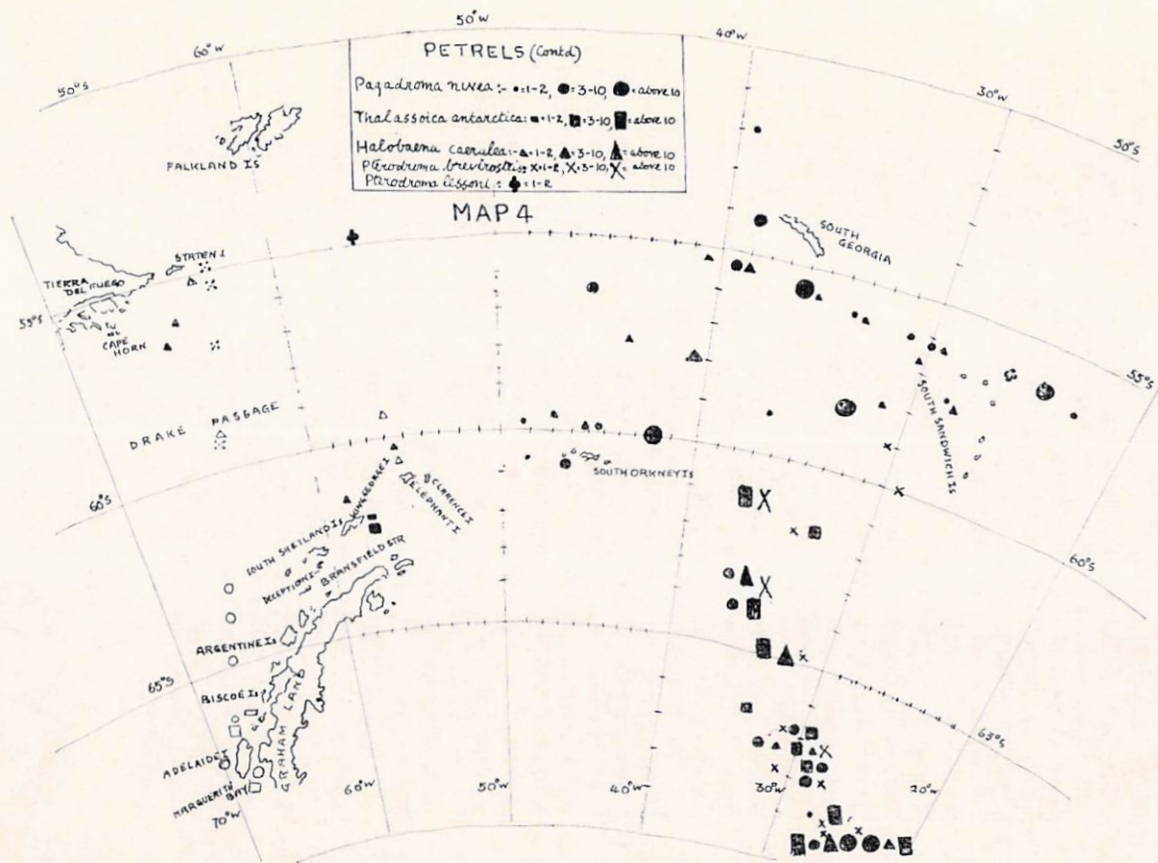 50°W
60°W
40°W
50°S
30°W
50°S
PETRELS (Contd)
Pagadroma nivea:- •=1-2, ●=3-10, ●=above 10
Thalassoica antarctica: ▪=1-2, ■=3-10, ■=above 10
Halobaena caerulea:-▲=1-2, ▲=3-10, ▲=above 10
Pterodroma brevirostris: x=1-2, X=3-10, X= above 10
Pterodroma lessoni: ✚=1-2
MAP 4
FALKLAND IS
SOUTH
GEORGIA
STATEN I
TIERRA
DEL FUEGO
55°S
CAPE
HORN
55°S
DRAKE PASSAGE
SOUTH SANDWICH IS
60°S
KING GEORGE I
CLARENCE I
ELEPHANT I
SOUTH ORKNEY IS
SOUTH SHETLAND IS
DECEPTION I
BRANSFIELD STR
60°S
ARGENTINE IS
65°S
BISCOE IS
GRAHAM LAND
63°S
ADELAIDE I
MARGUERITE
BAY
70°W
60°W
50°W
40°W
30°W
20°W